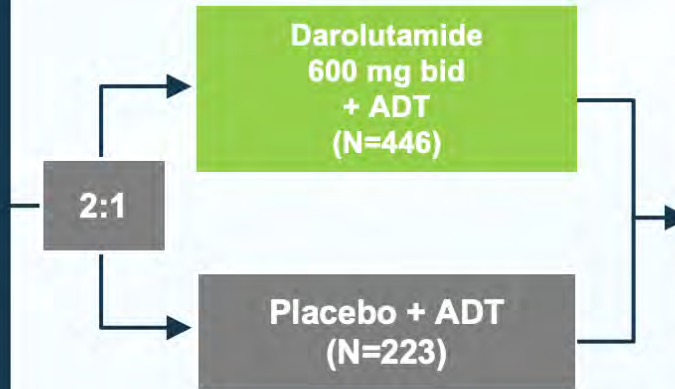 Darolutamide
600 mg bid
+ ADT
(N=446)
2:1
Placebo + ADT
(N=223)